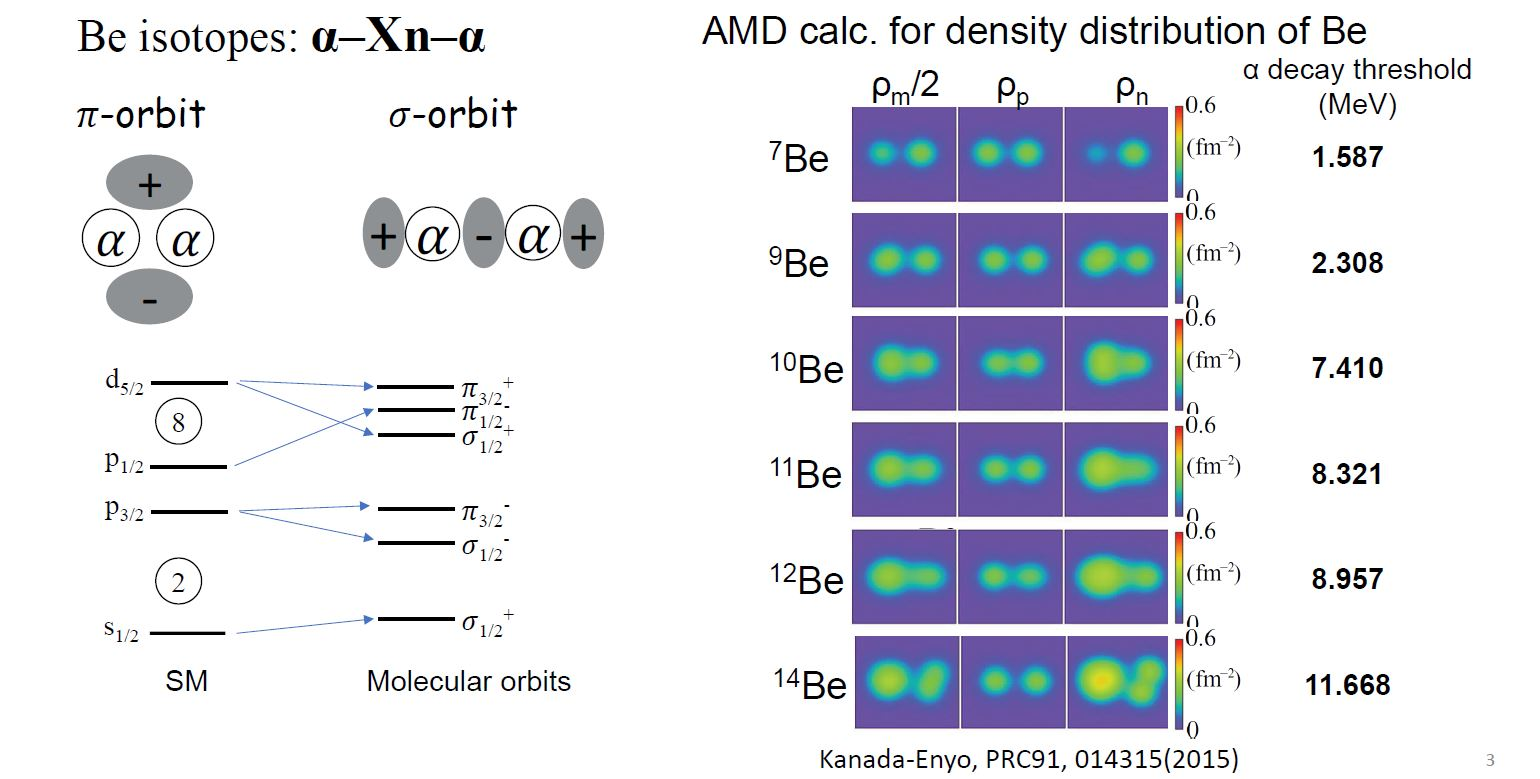 Be isotopes: α–Xn–α
π-orbit
σ-orbit
+
α α
-
+ α - α +
d5/2
8
p1/2
p3/2
2
s1/2
SM
π3/2+
π1/2-
σ1/2+
π3/2-
σ1/2-
σ1/2+
Molecular orbits
AMD calc. for density distribution of Be
α decay threshold
(MeV)
ρm/2 ρp ρn
7Be 0.6 (fm⁻²) 0 1.587
9Be 0.6 (fm⁻²) 0 2.308
10Be 0.6 (fm⁻²) 0 7.410
11Be 0.6 (fm⁻²) 0 8.321
12Be 0.6 (fm⁻²) 0 8.957
14Be 0.6 (fm⁻²) 0 11.668
Kanada-Enyo, PRC91, 014315(2015)
3